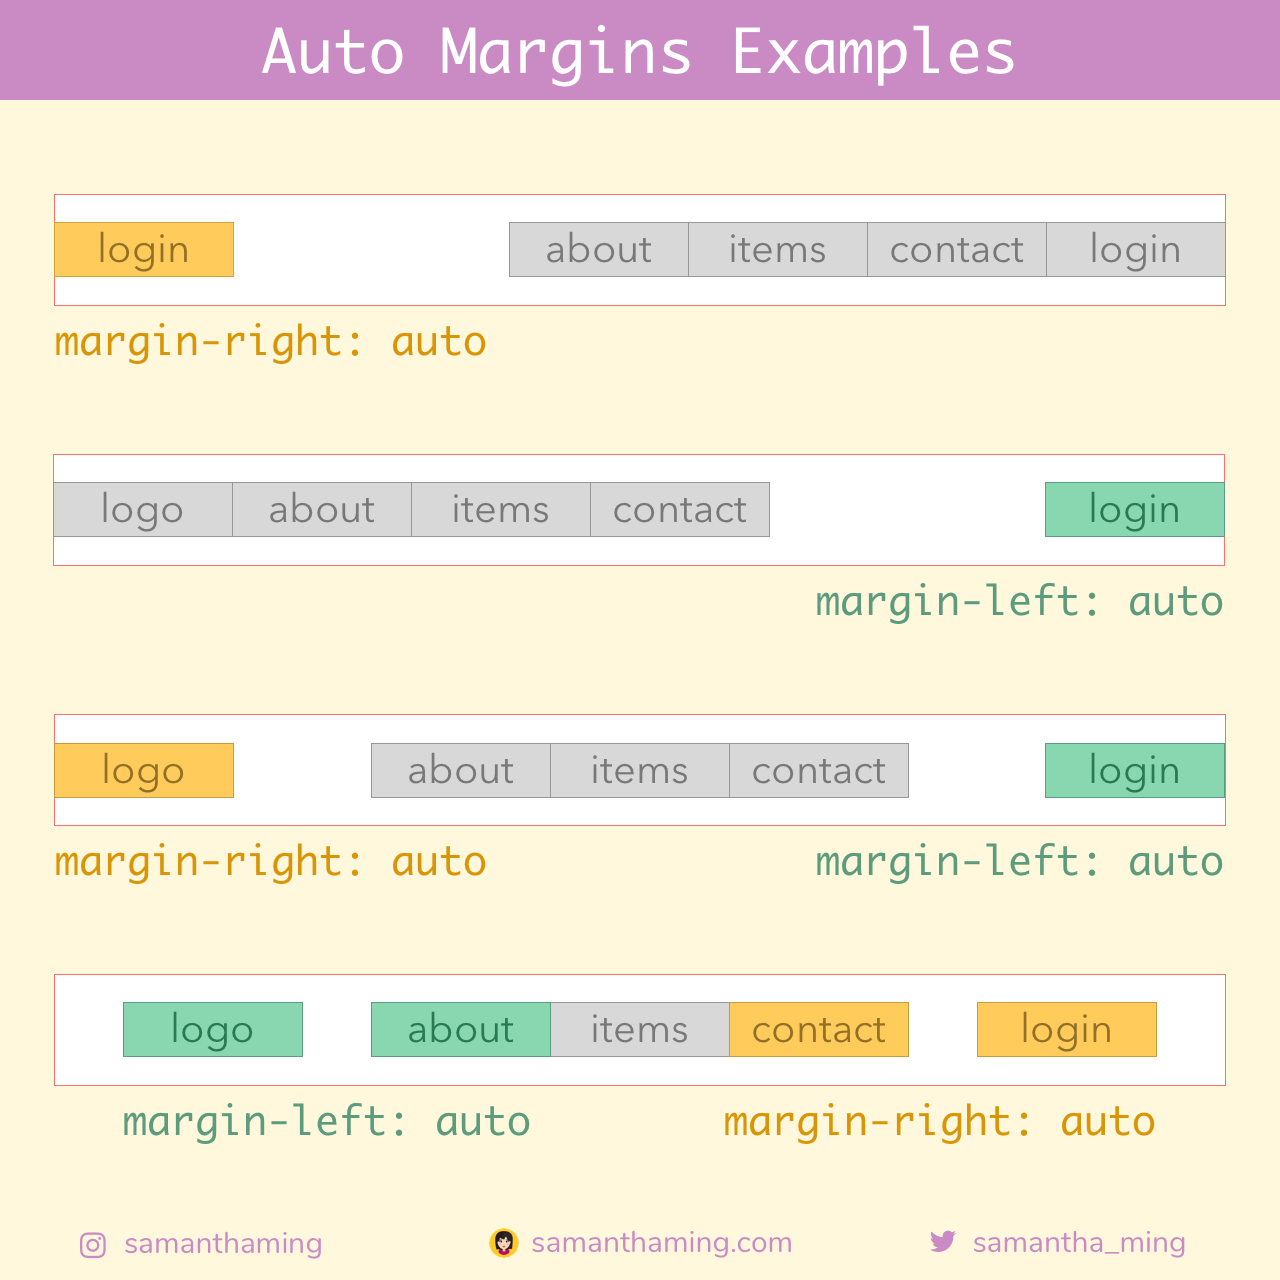 Auto Margins Examples
login about items contact login
margin-right: auto
logo about items contact login
margin-left: auto
logo about items contact login
margin-right: auto margin-left: auto
logo about items contact login
margin-left: auto margin-right: auto
samanthaming samanthaming.com samantha_ming